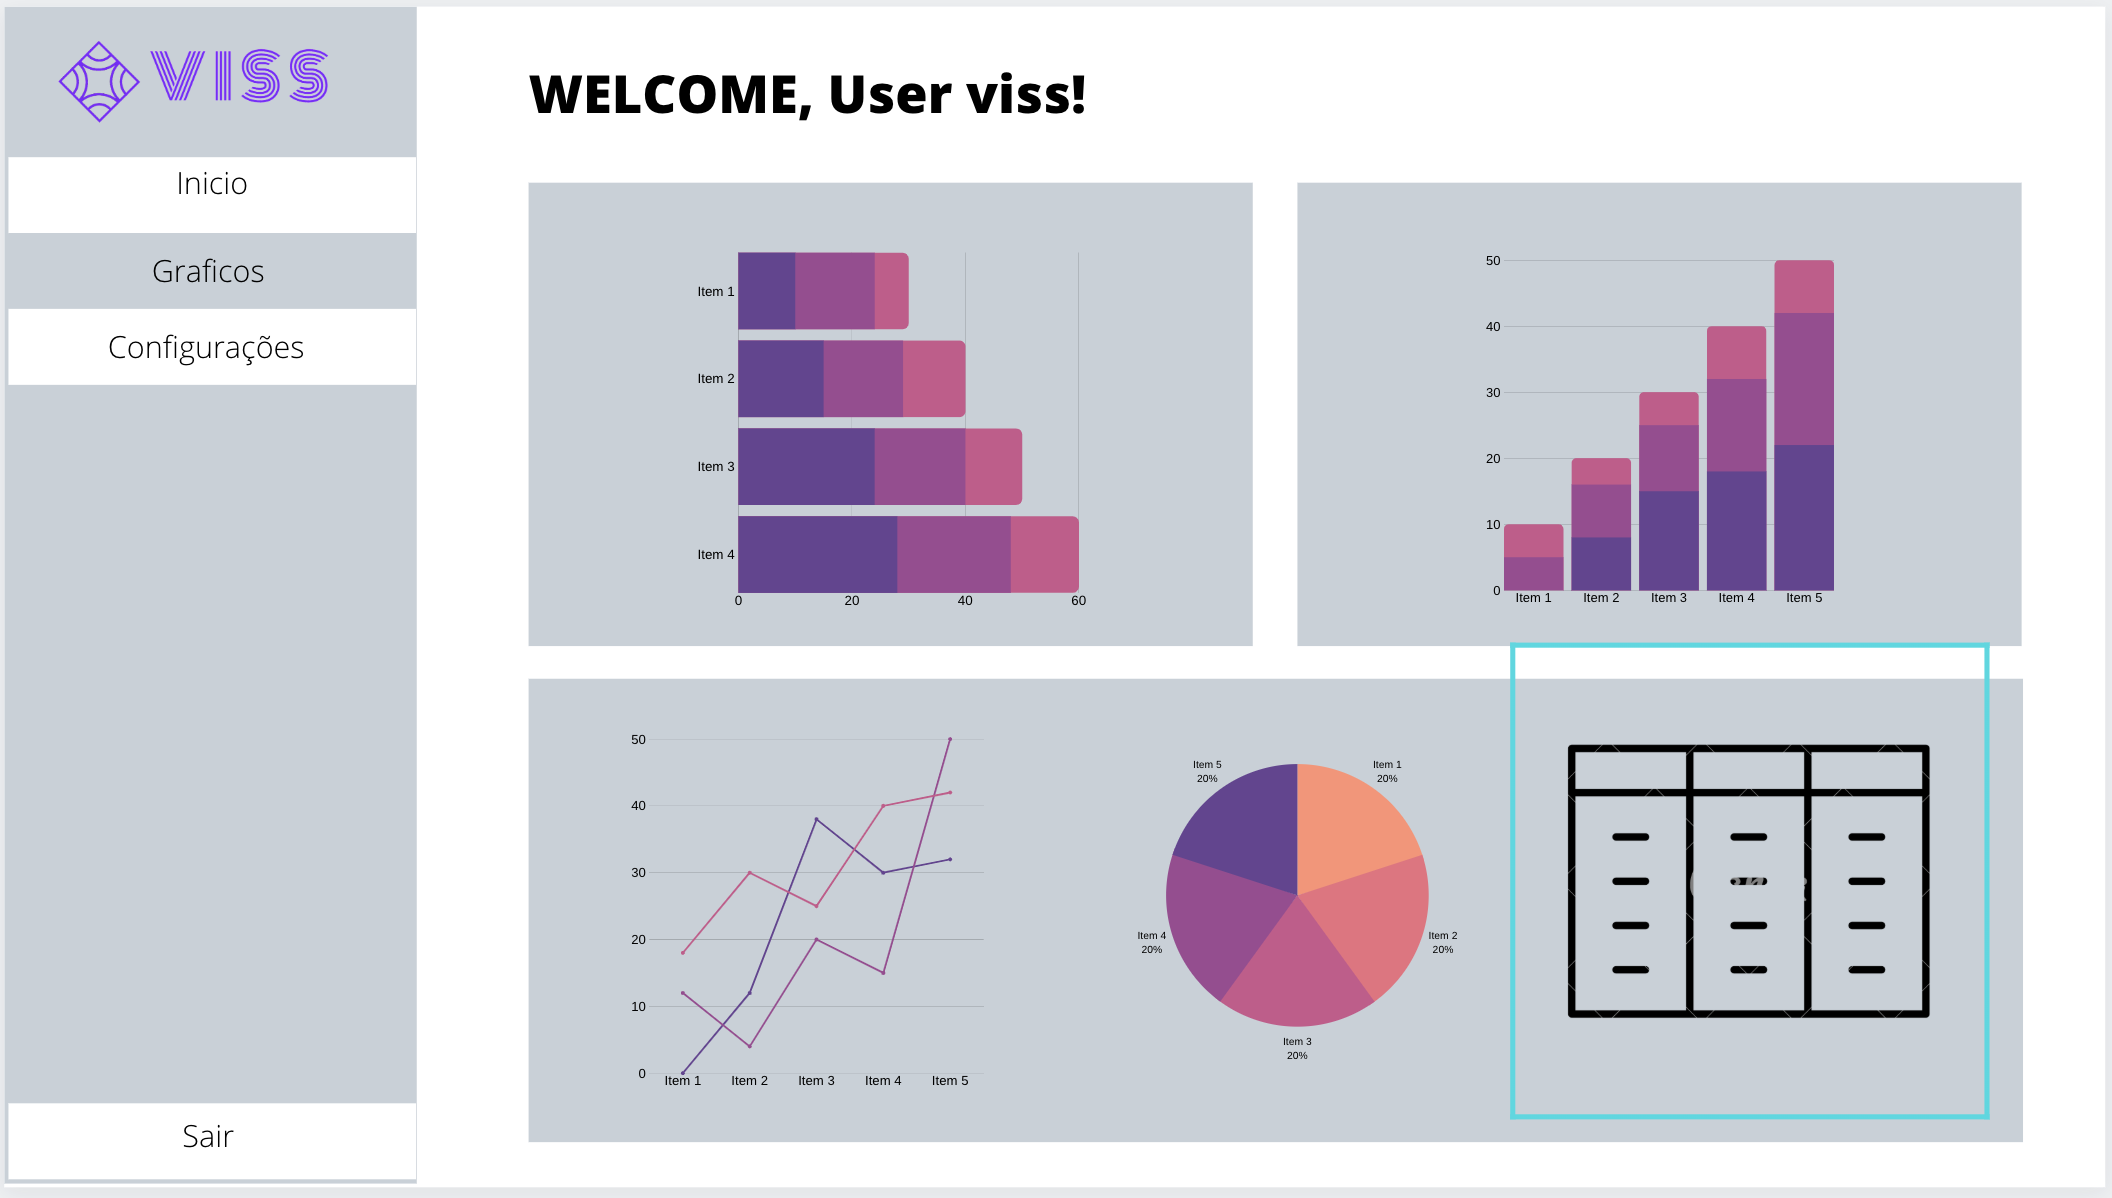 VISS
Inicio
Graficos
Configurações
Sair
WELCOME, User viss!
Item 1
Item 2
Item 3
Item 4
0 20 40 60
50
40
30
20
10
0
Item 1 Item 2 Item 3 Item 4 Item 5
50
40
30
20
10
0
Item 1 Item 2 Item 3 Item 4 Item 5
Item 5
20%
Item 1
20%
Item 4
20%
Item 2
20%
Item 3
20%